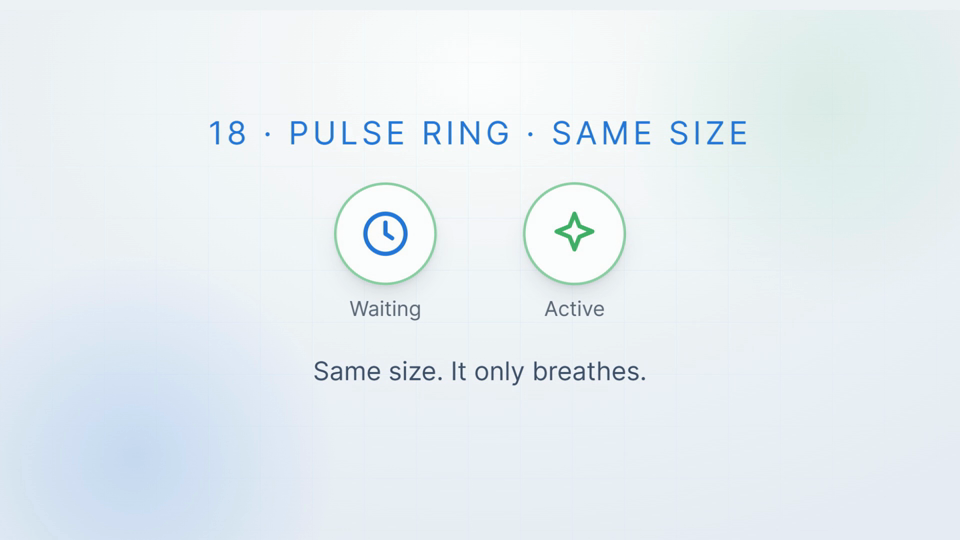 18 · PULSE RING · SAME SIZE
Waiting
Active
Same size. It only breathes.